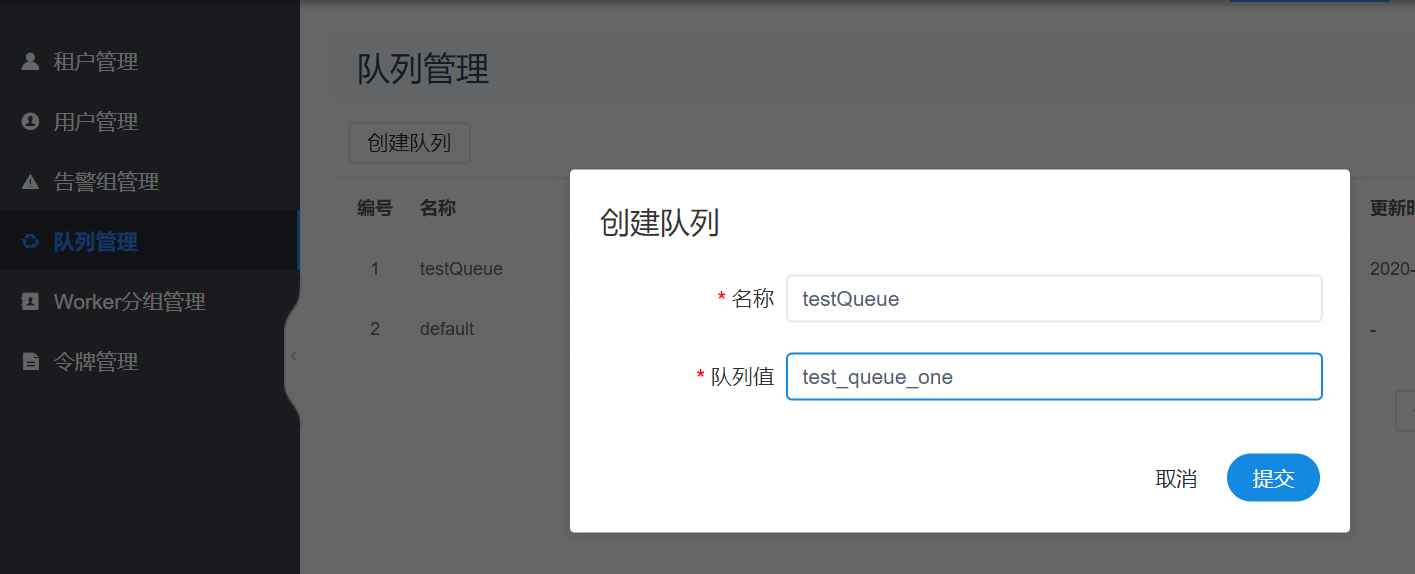 租户管理
用户管理
告警组管理
队列管理
Worker分组管理
令牌管理
队列管理
创建队列
编号 名称 更新时
1 testQueue 2020-
2 default -
创建队列
* 名称 testQueue
* 队列值 test_queue_one
取消 提交